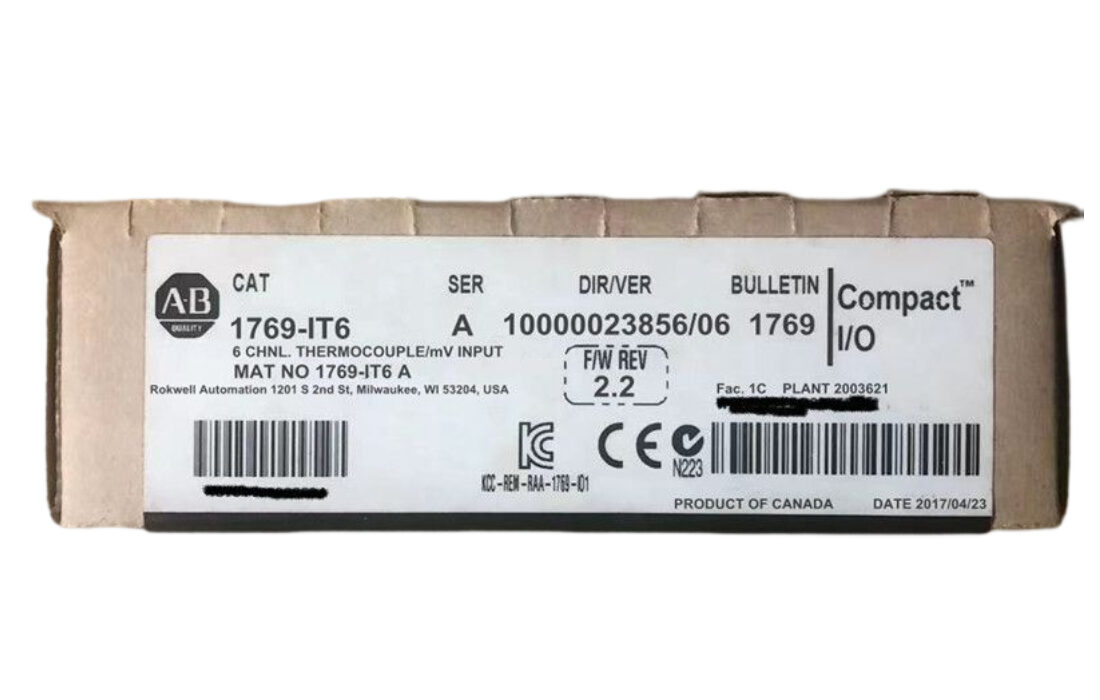 A-B
QUALITY
CAT SER DIR/VER BULLETIN
1769-IT6 A 10000023856/06 1769
Compact™
I/O
6 CHNL. THERMOCOUPLE/mV INPUT
MAT NO 1769-IT6 A
Rokwell Automation 1201 S 2nd St, Milwaukee, WI 53204, USA
F/W REV
2.2
Fac. 1C PLANT 2003621
KC
CE
N223
KCC-REM-RAA-1769-I01
PRODUCT OF CANADA DATE 2017/04/23